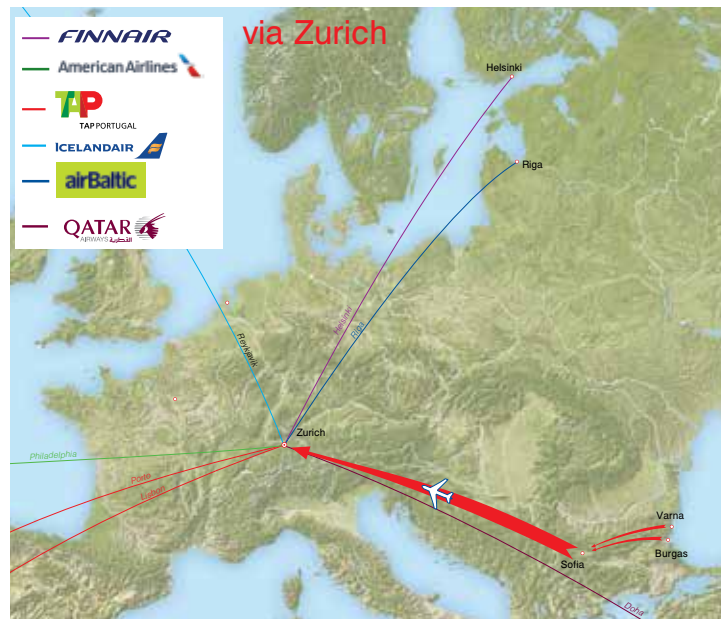 FINNAIR
via Zurich
American Airlines
TAP
TAP PORTUGAL
ICELANDAIR
airBaltic
QATAR
AIRWAYS القطرية
Helsinki
Riga
Helsinki
Riga
Reykjavik
Zurich
Philadelphia
Porto
Lisbon
Varna
Burgas
Sofia
Doha